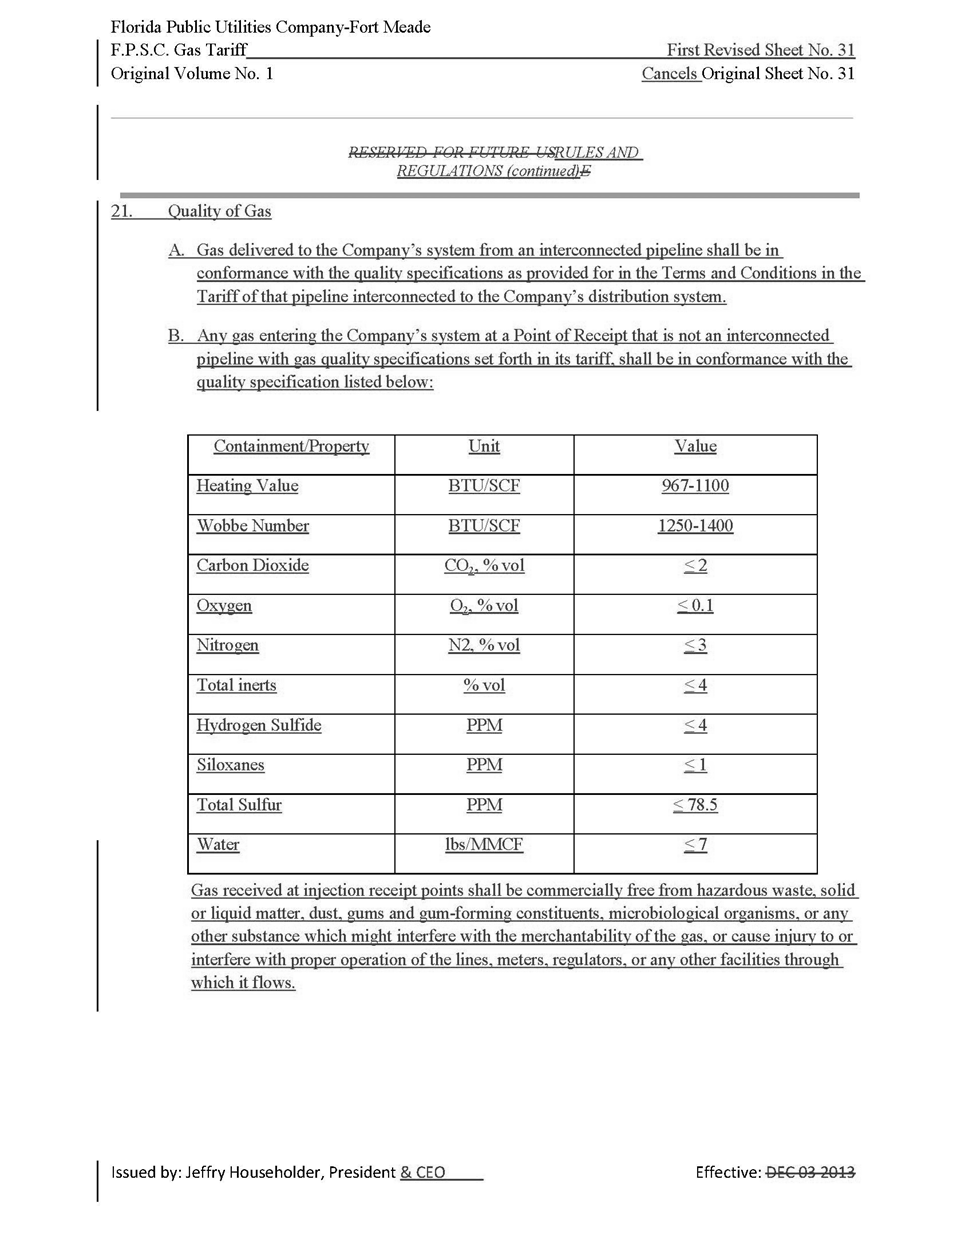 Florida Public Utilities Company-Fort Meade
F.P.S.C. Gas Tariff First Revised Sheet No. 31
Original Volume No. 1 Cancels Original Sheet No. 31
RESERVED FOR FUTURE USRULES AND
REGULATIONS (continued)E
21. Quality of Gas
A. Gas delivered to the Company’s system from an interconnected pipeline shall be in
conformance with the quality specifications as provided for in the Terms and Conditions in the
Tariff of that pipeline interconnected to the Company’s distribution system.
B. Any gas entering the Company’s system at a Point of Receipt that is not an interconnected
pipeline with gas quality specifications set forth in its tariff, shall be in conformance with the
quality specification listed below:
Containment/Property Unit Value
Heating Value BTU/SCF 967-1100
Wobbe Number BTU/SCF 1250-1400
Carbon Dioxide CO₂, % vol ≤ 2
Oxygen O₂, % vol ≤ 0.1
Nitrogen N2, % vol ≤ 3
Total inerts % vol ≤ 4
Hydrogen Sulfide PPM ≤ 4
Siloxanes PPM ≤ 1
Total Sulfur PPM ≤ 78.5
Water lbs/MMCF ≤ 7
Gas received at injection receipt points shall be commercially free from hazardous waste, solid
or liquid matter, dust, gums and gum-forming constituents, microbiological organisms, or any
other substance which might interfere with the merchantability of the gas, or cause injury to or
interfere with proper operation of the lines, meters, regulators, or any other facilities through
which it flows.
Issued by: Jeffry Householder, President & CEO Effective: DEC 03 2013